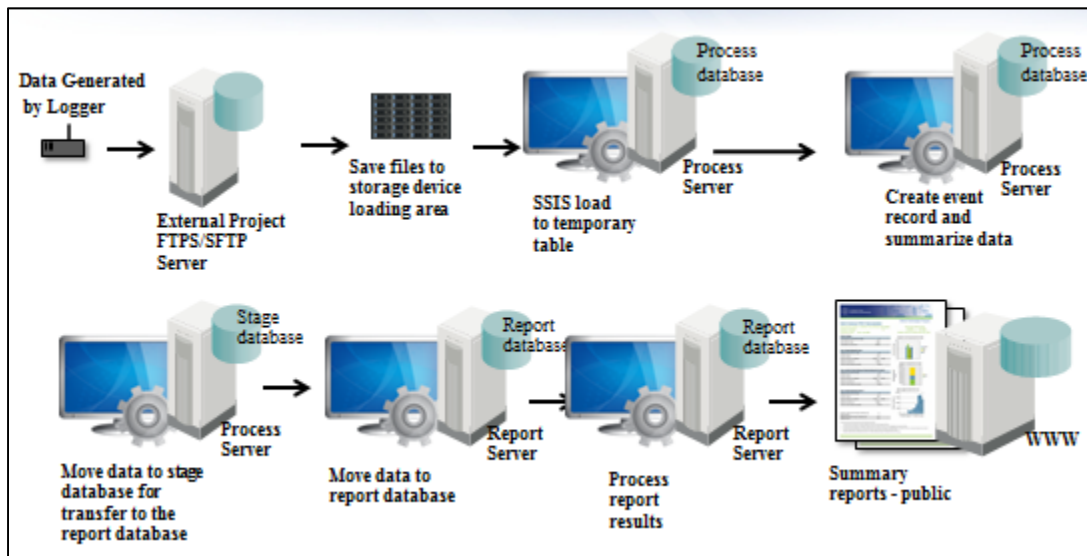 Data Generated
by Logger
External Project
FTPS/SFTP
Server
Save files to
storage device
loading area
Process
database
Process Server
SSIS load
to temporary
table
Process
database
Process
Server
Create event
record and
summarize data
Stage
database
Process Server
Move data to stage
database for
transfer to the
report database
Report
database
Report Server
Move data to
report database
Report
database
Report
Server
Process
report
results
WWW
Summary
reports - public